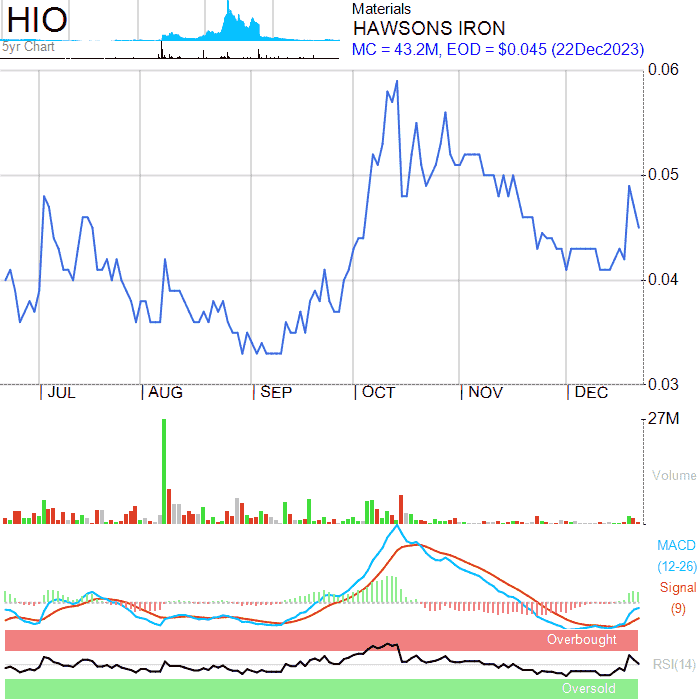 HIO
5yr Chart
Materials
HAWSONS IRON
MC = 43.2M, EOD = $0.045 (22Dec2023)
0.06
0.05
0.04
0.03
JUL AUG SEP OCT NOV DEC
27M
Volume
MACD
(12-26)
Signal
(9)
Overbought
RSI(14)
Oversold